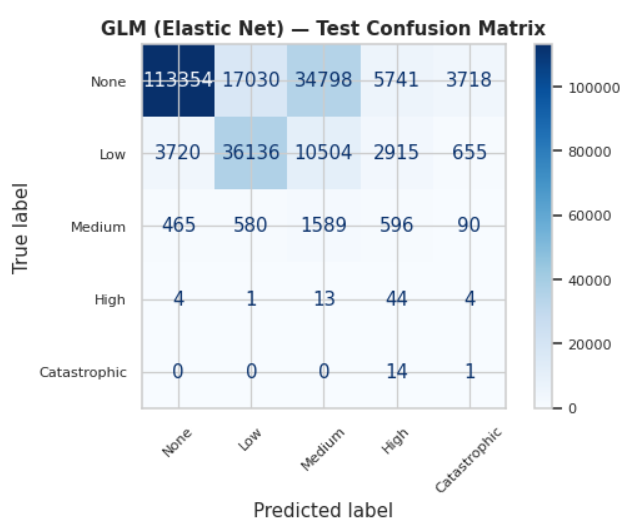 GLM (Elastic Net) — Test Confusion Matrix
None 113354 17030 34798 5741 3718
Low 3720 36136 10504 2915 655
Medium 465 580 1589 596 90
High 4 1 13 44 4
Catastrophic 0 0 0 14 1
None Low Medium High Catastrophic
Predicted label
True label
100000
80000
60000
40000
20000
0